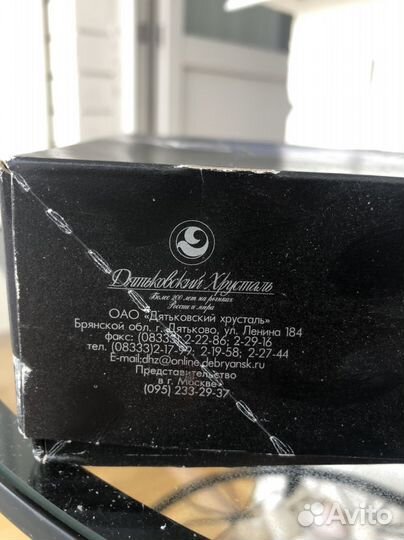 Дятьковский Хрусталь
Более 200 лет на рынках
России и мира
ОАО "Дятьковский хрусталь"
Брянской обл. г. Дятьково, ул. Ленина 184
факс: (08333) 2-22-86; 2-29-16
тел. (08333)2-17-99; 2-19-58; 2-27-44
E-mail:dhz@online.debryansk.ru
Представительство
в г. Москве
(095) 233-29-37
Avito